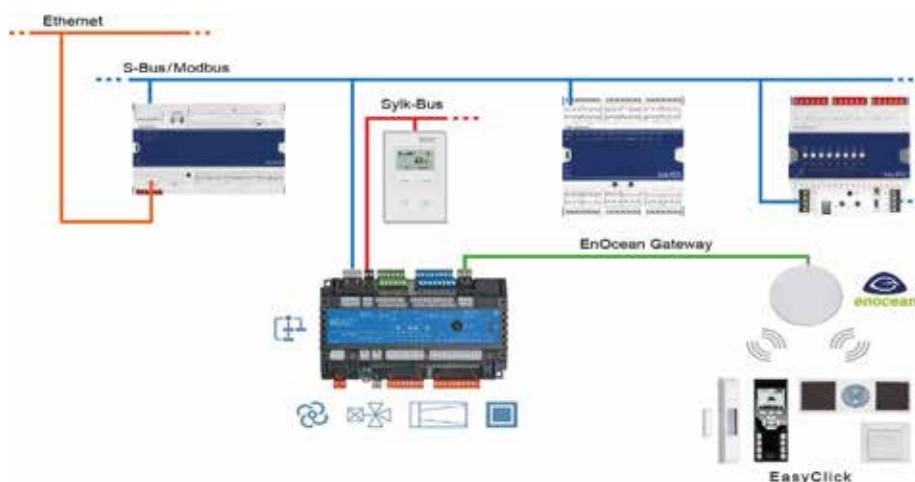 Ethernet
S-Bus/Modbus
Sylk-Bus
EnOcean Gateway
enocean
EasyClick